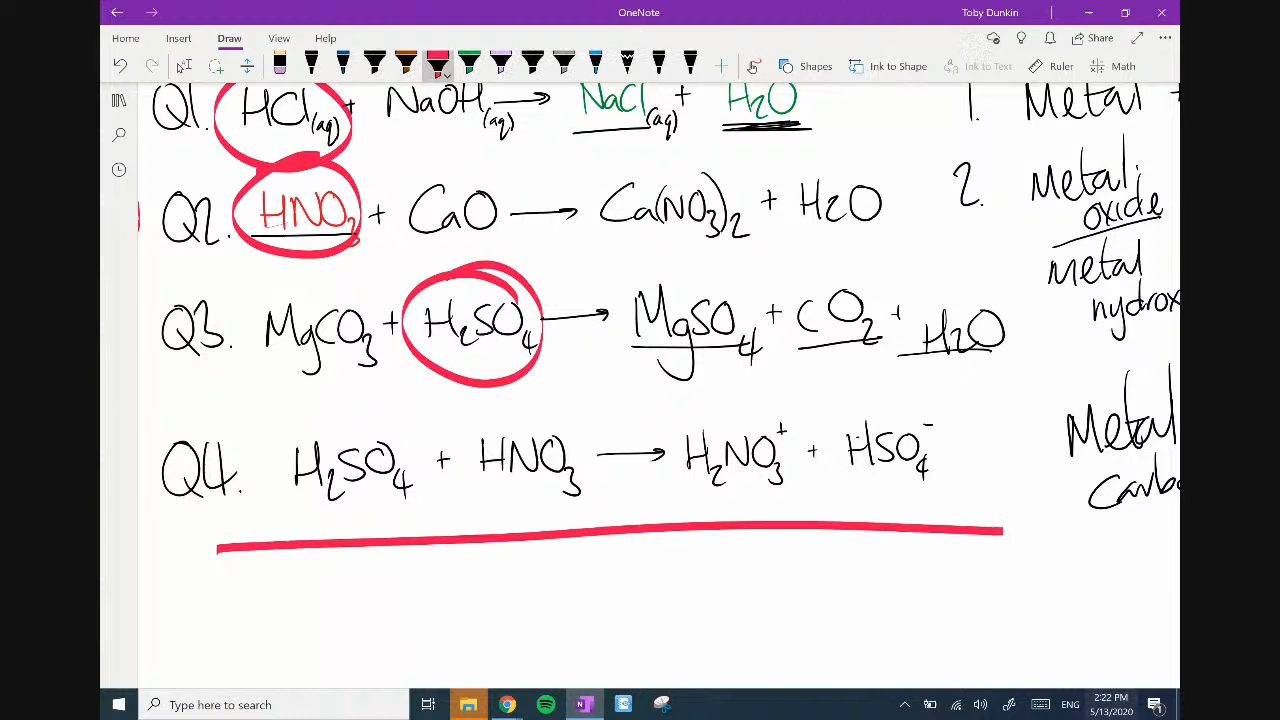 OneNote
Toby Dunkin
Home Insert Draw View Help
Share
Shapes Ink to Shape Ink to Text Ruler Math
Q1. HCl(aq) + NaOH(aq) → NaCl(aq) + H2O
1. Metal +
Q2. HNO3 + CaO → Ca(NO3)2 + H2O
2. Metal
oxide
metal
hydrox
Q3. MgCO3 + H2SO4 → MgSO4 + CO2 + H2O
Metal
Carbo
Q4. H2SO4 + HNO3 → H2NO3+ + HSO4-
Type here to search
ENG
2:22 PM
5/13/2020
1